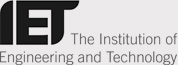 IET
The Institution of
Engineering and Technology